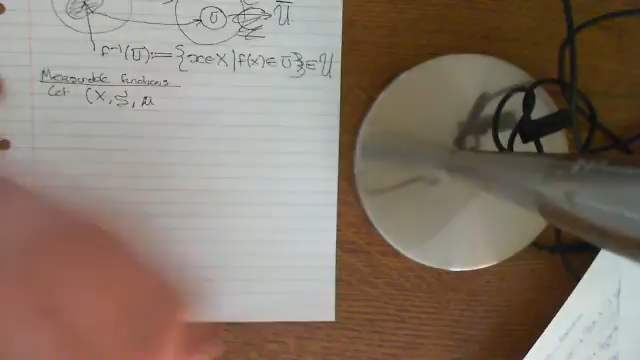 U Ū
f⁻¹(Ū) := {x∈X | f(x) ∈ Ū} ∈ U
Measurable functions
Let (X, Σ, μ